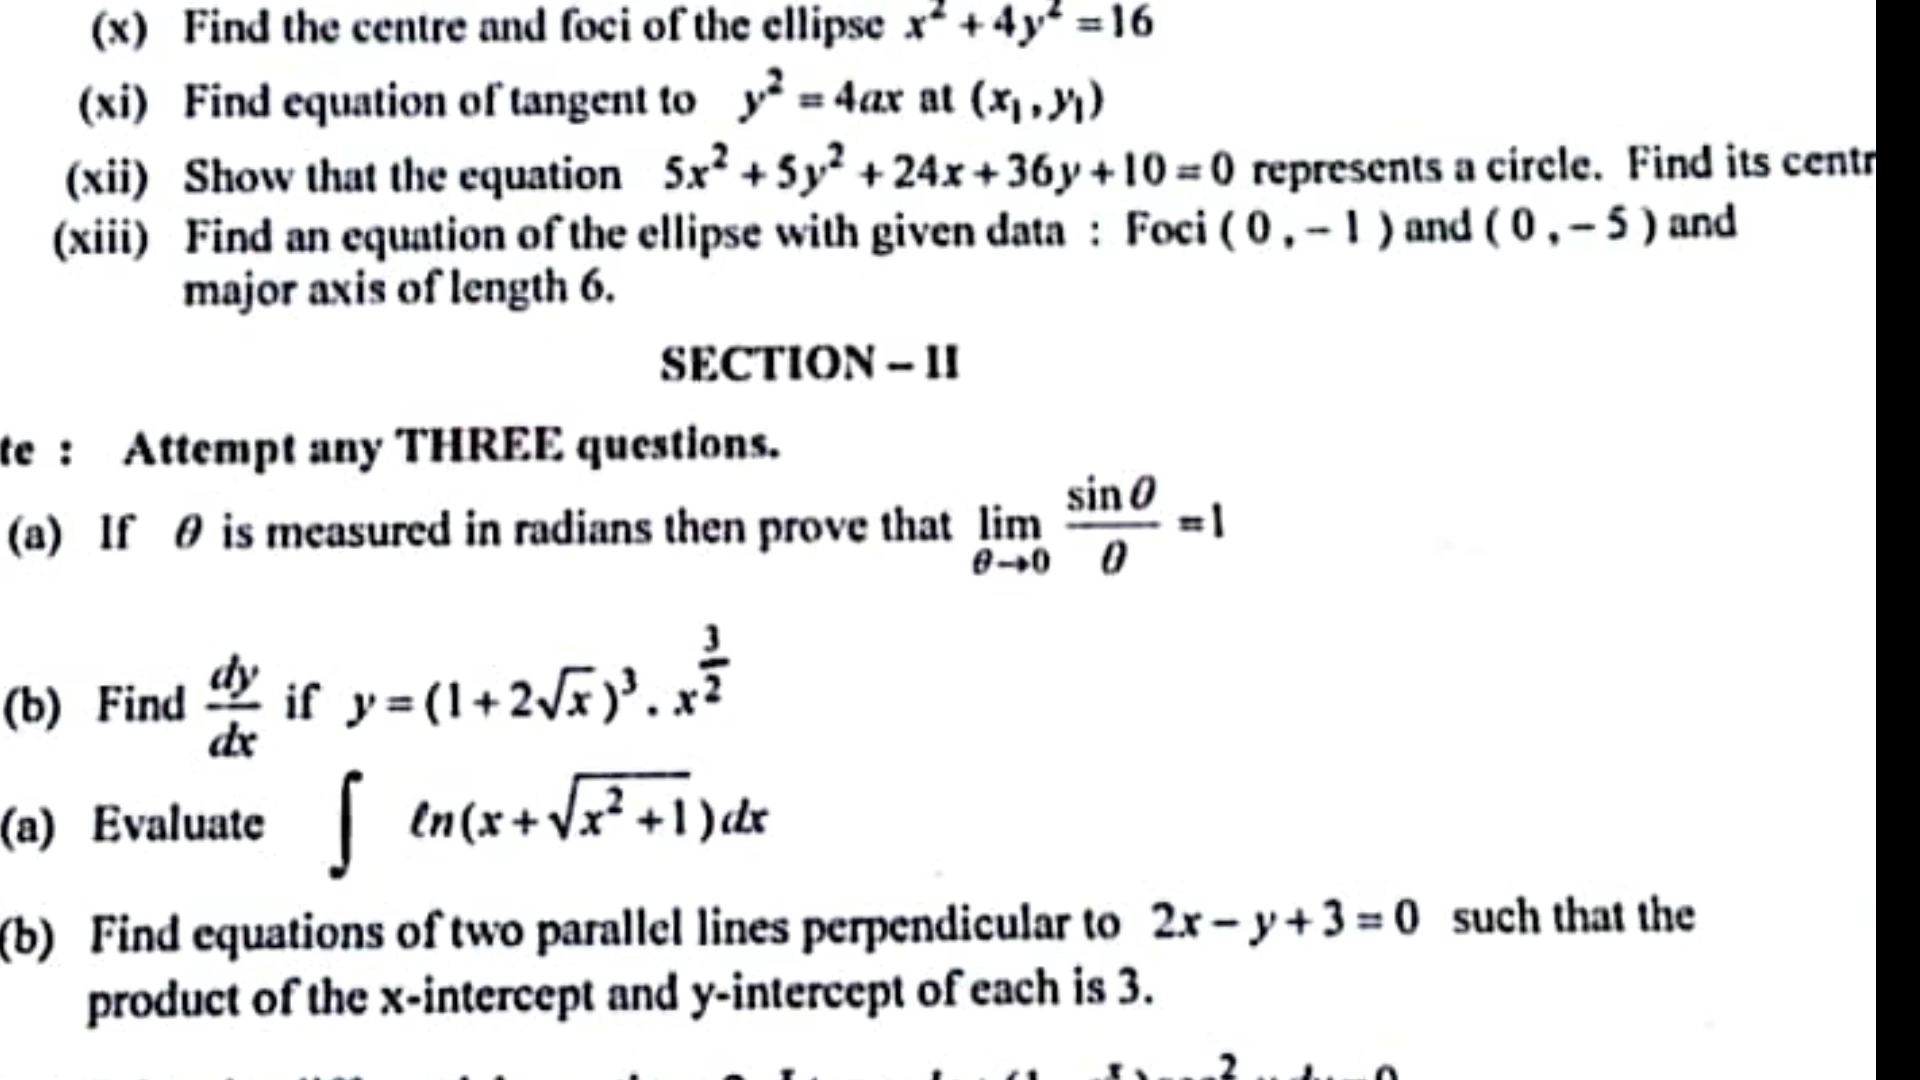 (x) Find the centre and foci of the ellipse x² + 4y² = 16
(xi) Find equation of tangent to y² = 4ax at (x₁, y₁)
(xii) Show that the equation 5x² + 5y² + 24x + 36y + 10 = 0 represents a circle. Find its centr
(xiii) Find an equation of the ellipse with given data : Foci ( 0 , – 1 ) and ( 0 , – 5 ) and
major axis of length 6.
SECTION – II
te : Attempt any THREE questions.
(a) If θ is measured in radians then prove that lim θ→0 sin θ / θ = 1
(b) Find dy/dx if y = (1 + 2√x )³ . x^(3/2)
(a) Evaluate ∫ ℓn(x + √(x² + 1) ) dx
(b) Find equations of two parallel lines perpendicular to 2x – y + 3 = 0 such that the
product of the x-intercept and y-intercept of each is 3.